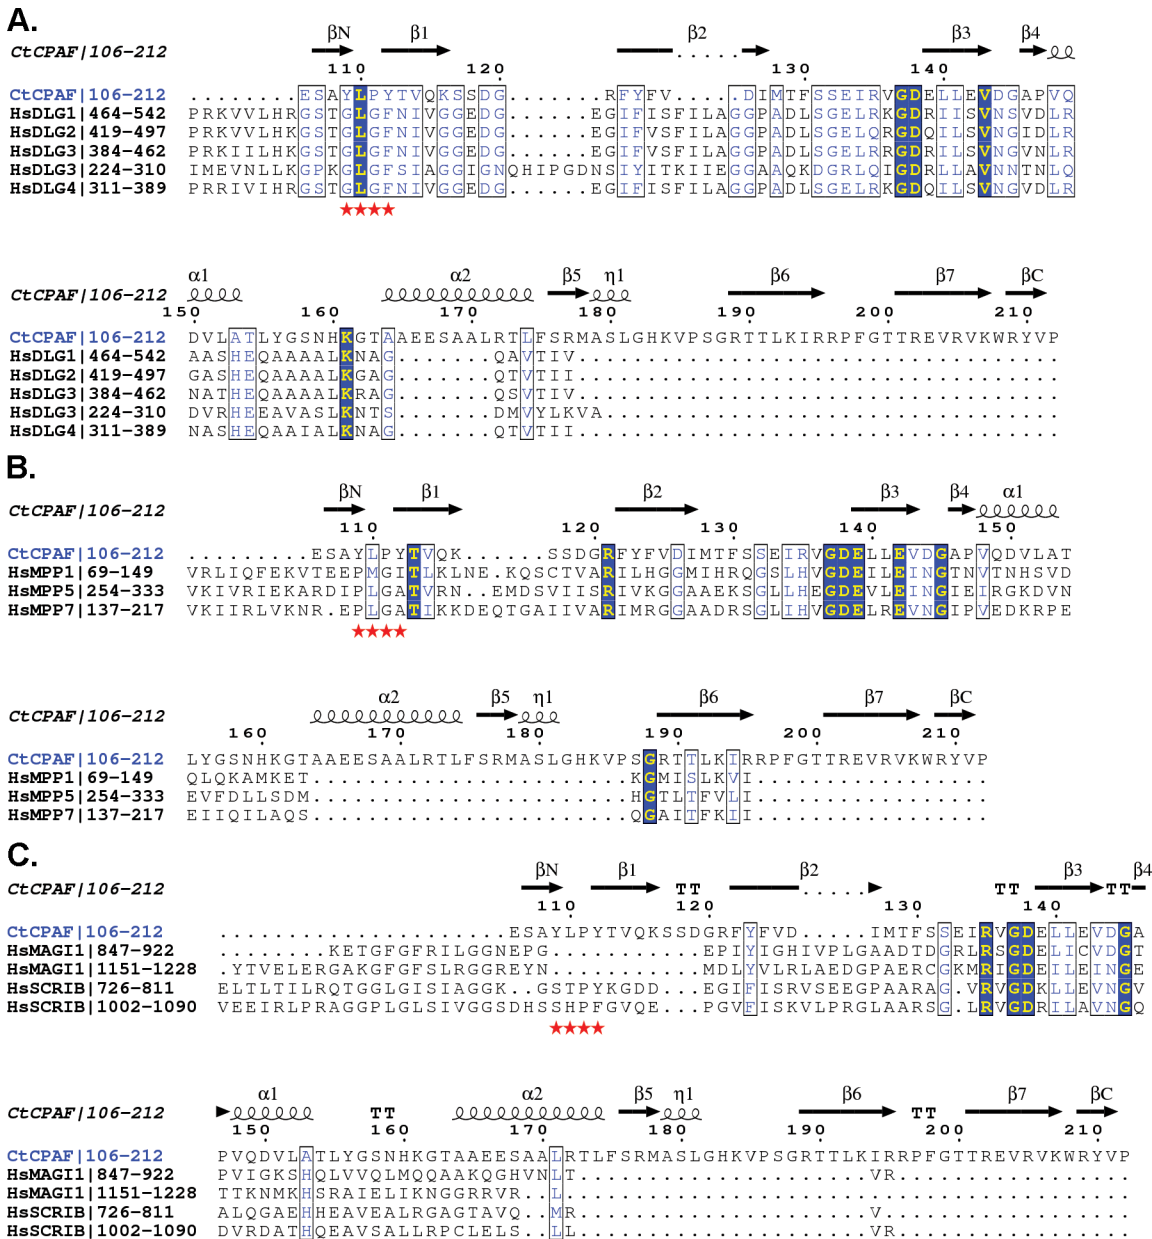 A.
βN β1 β2 β3 β4
CtCPAF|106-212
110 120 130 140
CtCPAF|106-212 ........ESAYLPYTVQKSSDG.......RFYFV.....DIMTFSSEIRVGDELLEVDGAPVQ
HsDLG1|464-542 PRKVVLHRGSTGLGFNIVGGEDG......EGIFISFILAGGPADLSGELRKGDRIISVNSVDLR
HsDLG2|419-497 PRKVVLHKGSTGLGFNIVGGEDG......EGIFVSFILAGGPADLSGELQRGDQILSVNGIDLR
HsDLG3|384-462 PRKIILHKGSTGLGFNIVGGEDG......EGIFVSFILAGGPADLSGELRRGDRILSVNGVNLR
HsDLG3|224-310 IMEVNLLKGPKGLGFSIAGGIGNQHIPGDNSIYITKIIEGGAAQKDGRLQIGDRLLAVNNTNLQ
HsDLG4|311-389 PRRIVIHRGSTGLGFNIVGGEDG......EGIFISFILAGGPADLSGELRKGDQILSVNGVDLR
α1 α2 β5 η1 β6 β7 βC
CtCPAF|106-212
150 160 170 180 190 200 210
CtCPAF|106-212 DVLATLYGSNHKGTAAEESAALRTLFSRMASLGHKVPSGRTTLKIRRPFGTTREVRVKWRYVP
HsDLG1|464-542 AASHEQAAAALKNAG.......QAVTIV...................................
HsDLG2|419-497 GASHEQAAAALKGAG.......QTVTII...................................
HsDLG3|384-462 NATHEQAAAALKRAG.......QSVTIV...................................
HsDLG3|224-310 DVRHEEAVASLKNTS.......DMVYLKVA.................................
HsDLG4|311-389 NASHEQAAIALKNAG.......QTVTII...................................
B.
βN β1 β2 β3 β4 α1
CtCPAF|106-212
110 120 130 140 150
CtCPAF|106-212 .........ESAYLPYTVQK......SSDGRFYFVDIMTFSSEIRVGDELLEVDGAPVQDVLAT
HsMPP1|69-149 VRLIQFEKVTEEPMGITLKLNE.KQSCTVARILHGGMIHRQGSLHVGDEILEINGTNVTNHSVD
HsMPP5|254-333 VKIVRIEKARDIPLGATVRN..EMDSVIISRIVKGGAAEKSGLLHEGDEVLEINGIEIRGKDVN
HsMPP7|137-217 VKIIRLVKNR.EPLGATIKKDEQTGAIIVARIMRGGAADRSGLIHVGDELREVNGIPVEDKRPE
α2 β5 η1 β6 β7 βC
CtCPAF|106-212
160 170 180 190 200 210
CtCPAF|106-212 LYGSNHKGTAAEESAALRTLFSRMASLGHKVPSGRTTLKIRRPFGTTREVRVKWRYVP
HsMPP1|69-149 QLQKAMKET.......................KGMISLKVI.................
HsMPP5|254-333 EVFDLLSDM.......................HGTLTFVLI.................
HsMPP7|137-217 EIIQILAQS.......................QGAITFKII.................
C.
βN β1 β2 β3 β4
CtCPAF|106-212 TT TT TT
110 120 130 140
CtCPAF|106-212 .....................ESAYLPYTVQKSSDGRFYFVD.....IMTFSSEIRVGDELLEVDGA
HsMAGI1|847-922 ........KETGFGFRILGGNEPG...........IYIGHIVPLGAADTDGRLRSGDELICVDGT
HsMAGI1|1151-1228 .YTVELERGAKGFGFSLRGGREYN...........MDLYVLRLAEDGPAERCGKMRIGDEILEINGE
HsSCRIB|726-811 ELTLTILRQTGGLGISIAGGK..GSTPYKGDD...EGIFISRVSEEGPAARAG.VRVGDKLLEVNGV
HsSCRIB|1002-1090 VEEIRLPRAGGPLGLSIVGGSDHSSHPFGVQE...PGVFISKVLPRGLAARSG.LRVGDRILAVNGQ
α1 α2 β5 η1 β6 β7 βC
CtCPAF|106-212 TT TT
150 160 170 180 190 200 210
CtCPAF|106-212 PVQDVLATLYGSNHKGTAAEESAALRTLFSRMASLGHKVPSGRTTLKIRRPFGTTREVRVKWRYVP
HsMAGI1|847-922 PVIGKSHQLVVQLMQQAAKQGHVNLT.....................VR.................
HsMAGI1|1151-1228 TTKNMKHSRAIELIKNGGRRVR..L.........................................
HsSCRIB|726-811 ALQGAEHHEAVEALRGAGTAVQ..MR.....................V..................
HsSCRIB|1002-1090 DVRDATHQEAVSALLRPCLELS..LL.....................VR.................